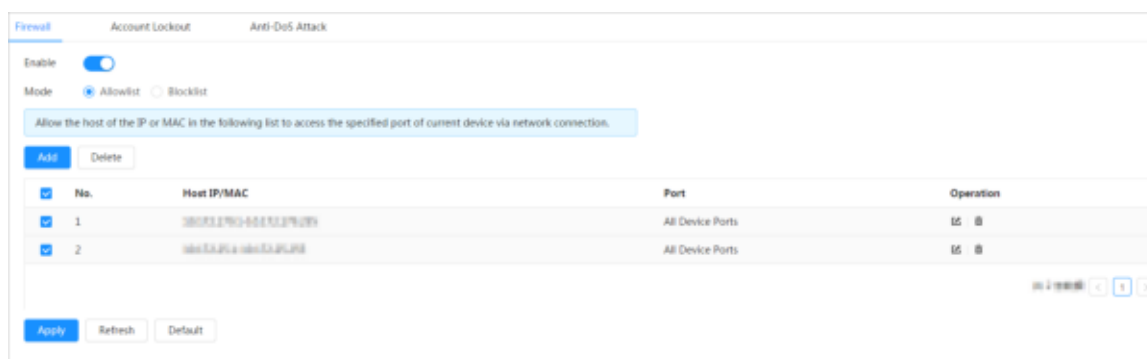 Firewall Account Lockout Anti-DoS Attack
Enable
Mode Allowlist Blocklist
Allow the host of the IP or MAC in the following list to access the specified port of current device via network connection.
Add Delete
No. Host IP/MAC Port Operation
1 All Device Ports
2 All Device Ports
1
Apply Refresh Default